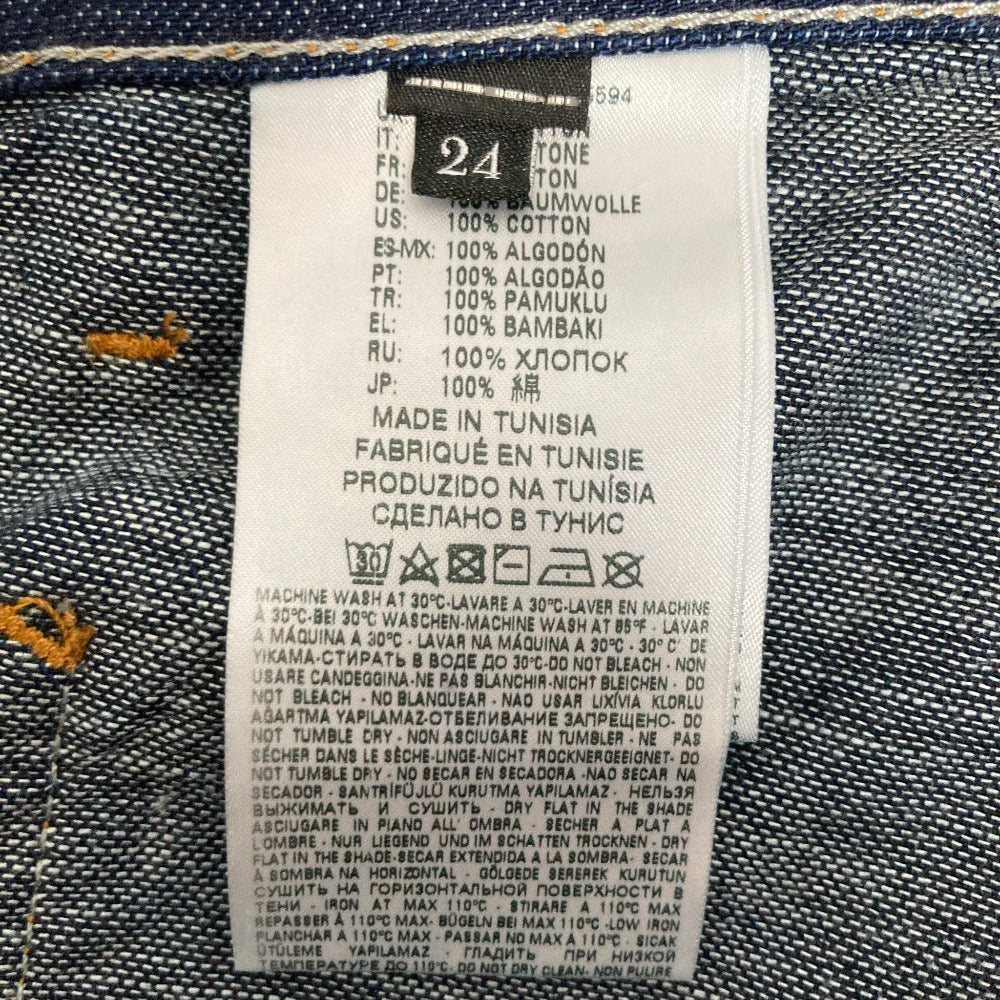 5594
IT: TONE
24
FR: TON
DE: 100% BAUMWOLLE
US: 100% COTTON
ES-MX: 100% ALGODÓN
PT: 100% ALGODÃO
TR: 100% PAMUKLU
EL: 100% BAMBAKI
RU: 100% ХЛОПОК
JP: 100% 綿
MADE IN TUNISIA
FABRIQUÉ EN TUNISIE
PRODUZIDO NA TUNÍSIA
СДЕЛАНО В ТУНИС
30
MACHINE WASH AT 30°C-LAVARE A 30°C-LAVER EN MACHINE
À 30°C-BEI 30°C WASCHEN-MACHINE WASH AT 85°F - LAVAR
A MÁQUINA A 30°C - LAVAR NA MÁQUINA A 30°C - 30° C' DE
YIKAMA-СТИРАТЬ В ВОДЕ ДО 30°C-DO NOT BLEACH - NON
USARE CANDEGGINA-NE PAS BLANCHIR-NICHT BLEICHEN - DO
NOT BLEACH - NO BLANQUEAR - NAO USAR LIXÍVIA KLORLU
AĞARTMA YAPILAMAZ-ОТБЕЛИВАНИЕ ЗАПРЕЩЕНО- DO
NOT TUMBLE DRY - NON ASCIUGARE IN TUMBLER - NE PAS
SÉCHER DANS LE SÈCHE-LINGE-NICHT TROCKNERGEEIGNET- DO
NOT TUMBLE DRY - NO SECAR EN SECADORA -NAO SECAR NA
SECADOR - SANTRİFÜJLÜ KURUTMA YAPILAMAZ - НЕЛЬЗЯ
ВЫЖИМАТЬ И СУШИТЬ - DRY FLAT IN THE SHADE
ASCIUGARE IN PIANO ALL' OMBRA - SECHER A PLAT A
L'OMBRE - NUR LIEGEND UND IM SCHATTEN TROCKNEN - DRY
FLAT IN THE SHADE-SECAR EXTENDIDA A LA SOMBRA- SECAR
À SOMBRA NA HORIZONTAL - GÖLGEDE SEREREK KURUTUN
СУШИТЬ НА ГОРИЗОНТАЛЬНОЙ ПОВЕРХНОСТИ В
ТЕНИ - IRON AT MAX 110°C - STIRARE A 110°C MAX
REPASSER À 110°C MAX- BÜGELN BEI MAX 110°C -LOW IRON
PLANCHAR A 110°C MAX - PASSAR NO MAX 110°C - SICAK
ÜTÜLEME YAPILAMAZ - ГЛАДИТЬ ПРИ НИЗКОЙ
ТЕМПЕРАТУРЕ ДО 110°C- DO NOT DRY CLEAN- NON PULIRE